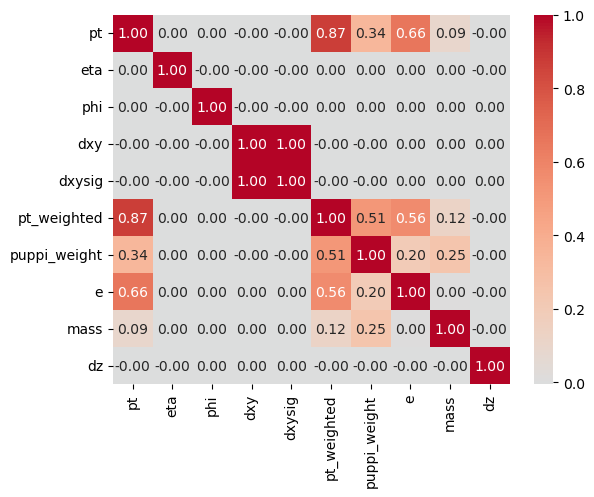 pt 1.00 0.00 0.00 -0.00 -0.00 0.87 0.34 0.66 0.09 -0.00
eta 0.00 1.00 -0.00 -0.00 -0.00 0.00 0.00 0.00 0.00 0.00
phi 0.00 -0.00 1.00 -0.00 -0.00 0.00 0.00 0.00 0.00 0.00
dxy -0.00 -0.00 -0.00 1.00 1.00 -0.00 -0.00 0.00 0.00 0.00
dxysig -0.00 -0.00 -0.00 1.00 1.00 -0.00 -0.00 0.00 0.00 0.00
pt_weighted 0.87 0.00 0.00 -0.00 -0.00 1.00 0.51 0.56 0.12 -0.00
puppi_weight 0.34 0.00 0.00 -0.00 -0.00 0.51 1.00 0.20 0.25 -0.00
e 0.66 0.00 0.00 0.00 0.00 0.56 0.20 1.00 0.00 -0.00
mass 0.09 0.00 0.00 0.00 0.00 0.12 0.25 0.00 1.00 -0.00
dz -0.00 0.00 0.00 0.00 0.00 -0.00 -0.00 -0.00 -0.00 1.00
pt eta phi dxy dxysig pt_weighted puppi_weight e mass dz
1.0
0.8
0.6
0.4
0.2
0.0